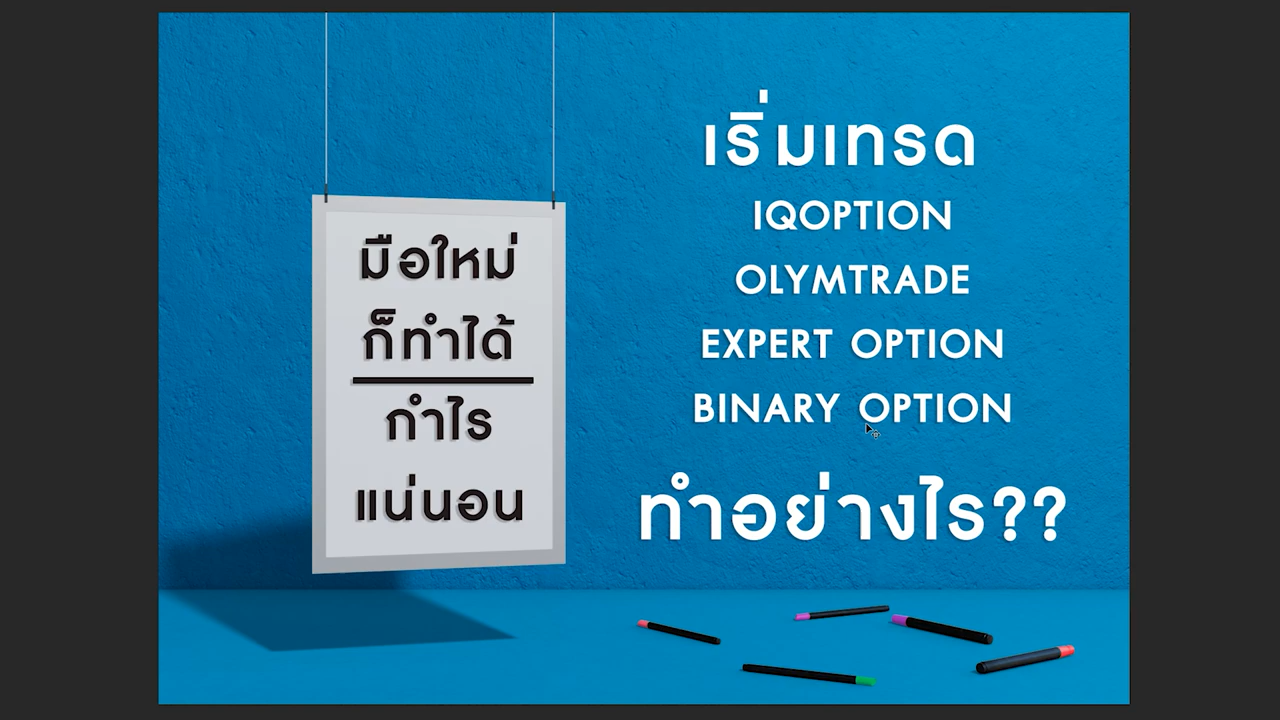 มือใหม่
ก็ทำได้
กำไร
แน่นอน
เริ่มเทรด
IQOPTION
OLYMTRADE
EXPERT OPTION
BINARY OPTION
ทำอย่างไร??